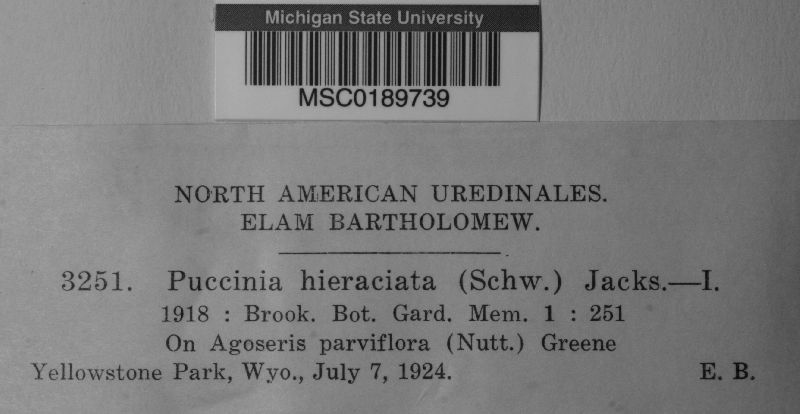 Michigan State University
MSC0189739
NORTH AMERICAN UREDINALES.
ELAM BARTHOLOMEW.
3251. Puccinia hieraciata (Schw.) Jacks.—I.
1918 : Brook. Bot. Gard. Mem. 1 : 251
On Agoseris parviflora (Nutt.) Greene
Yellowstone Park, Wyo., July 7, 1924. E. B.